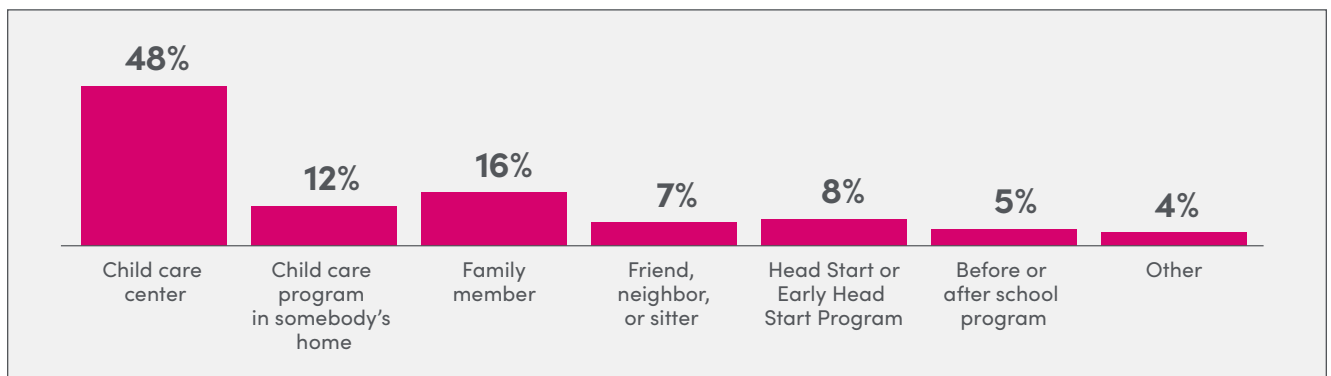 48%
12%
16%
7%
8%
5%
4%
Child care
center
Child care
program
in somebody’s
home
Family
member
Friend,
neighbor,
or sitter
Head Start or
Early Head
Start Program
Before or
after school
program
Other